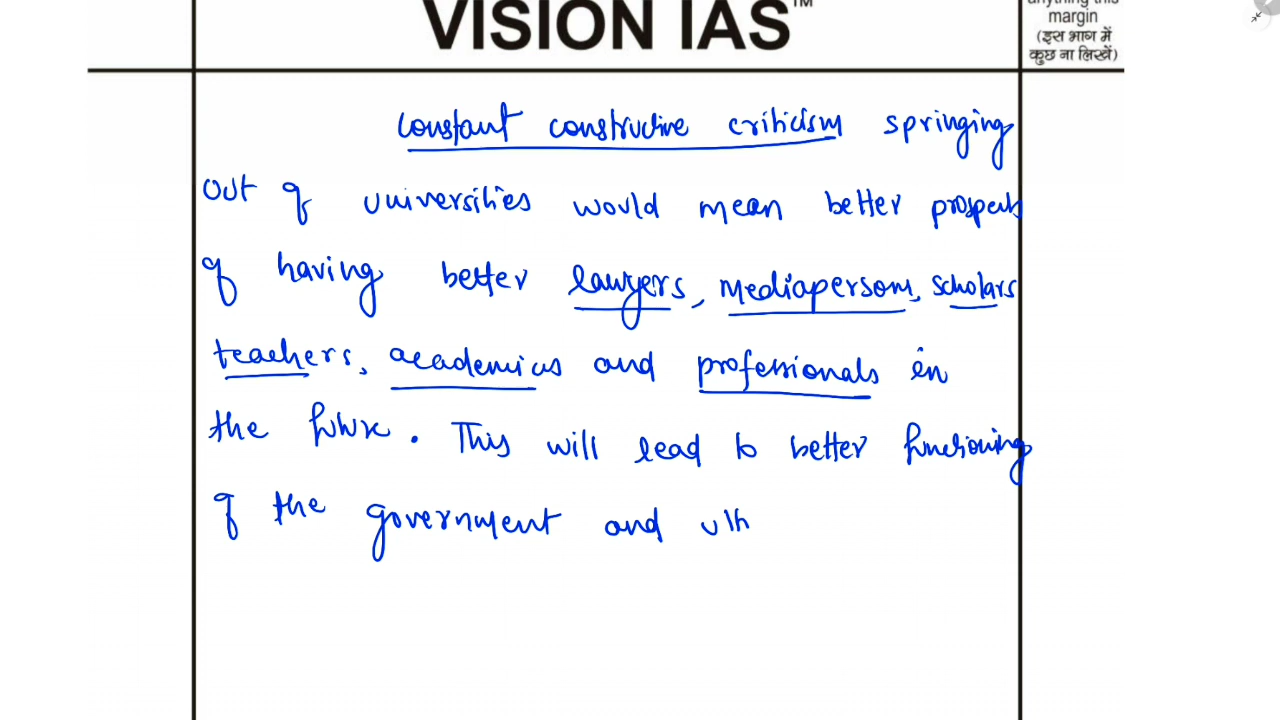 VISION IAS™
anything this
margin
(इस भाग में
कुछ ना लिखें)
Constant constructive criticism springing
out of universities would mean better prospects
of having better lawyers, mediapersons, scholars
teachers, academics and professionals in
the future. This will lead to better functioning
of the government and ult